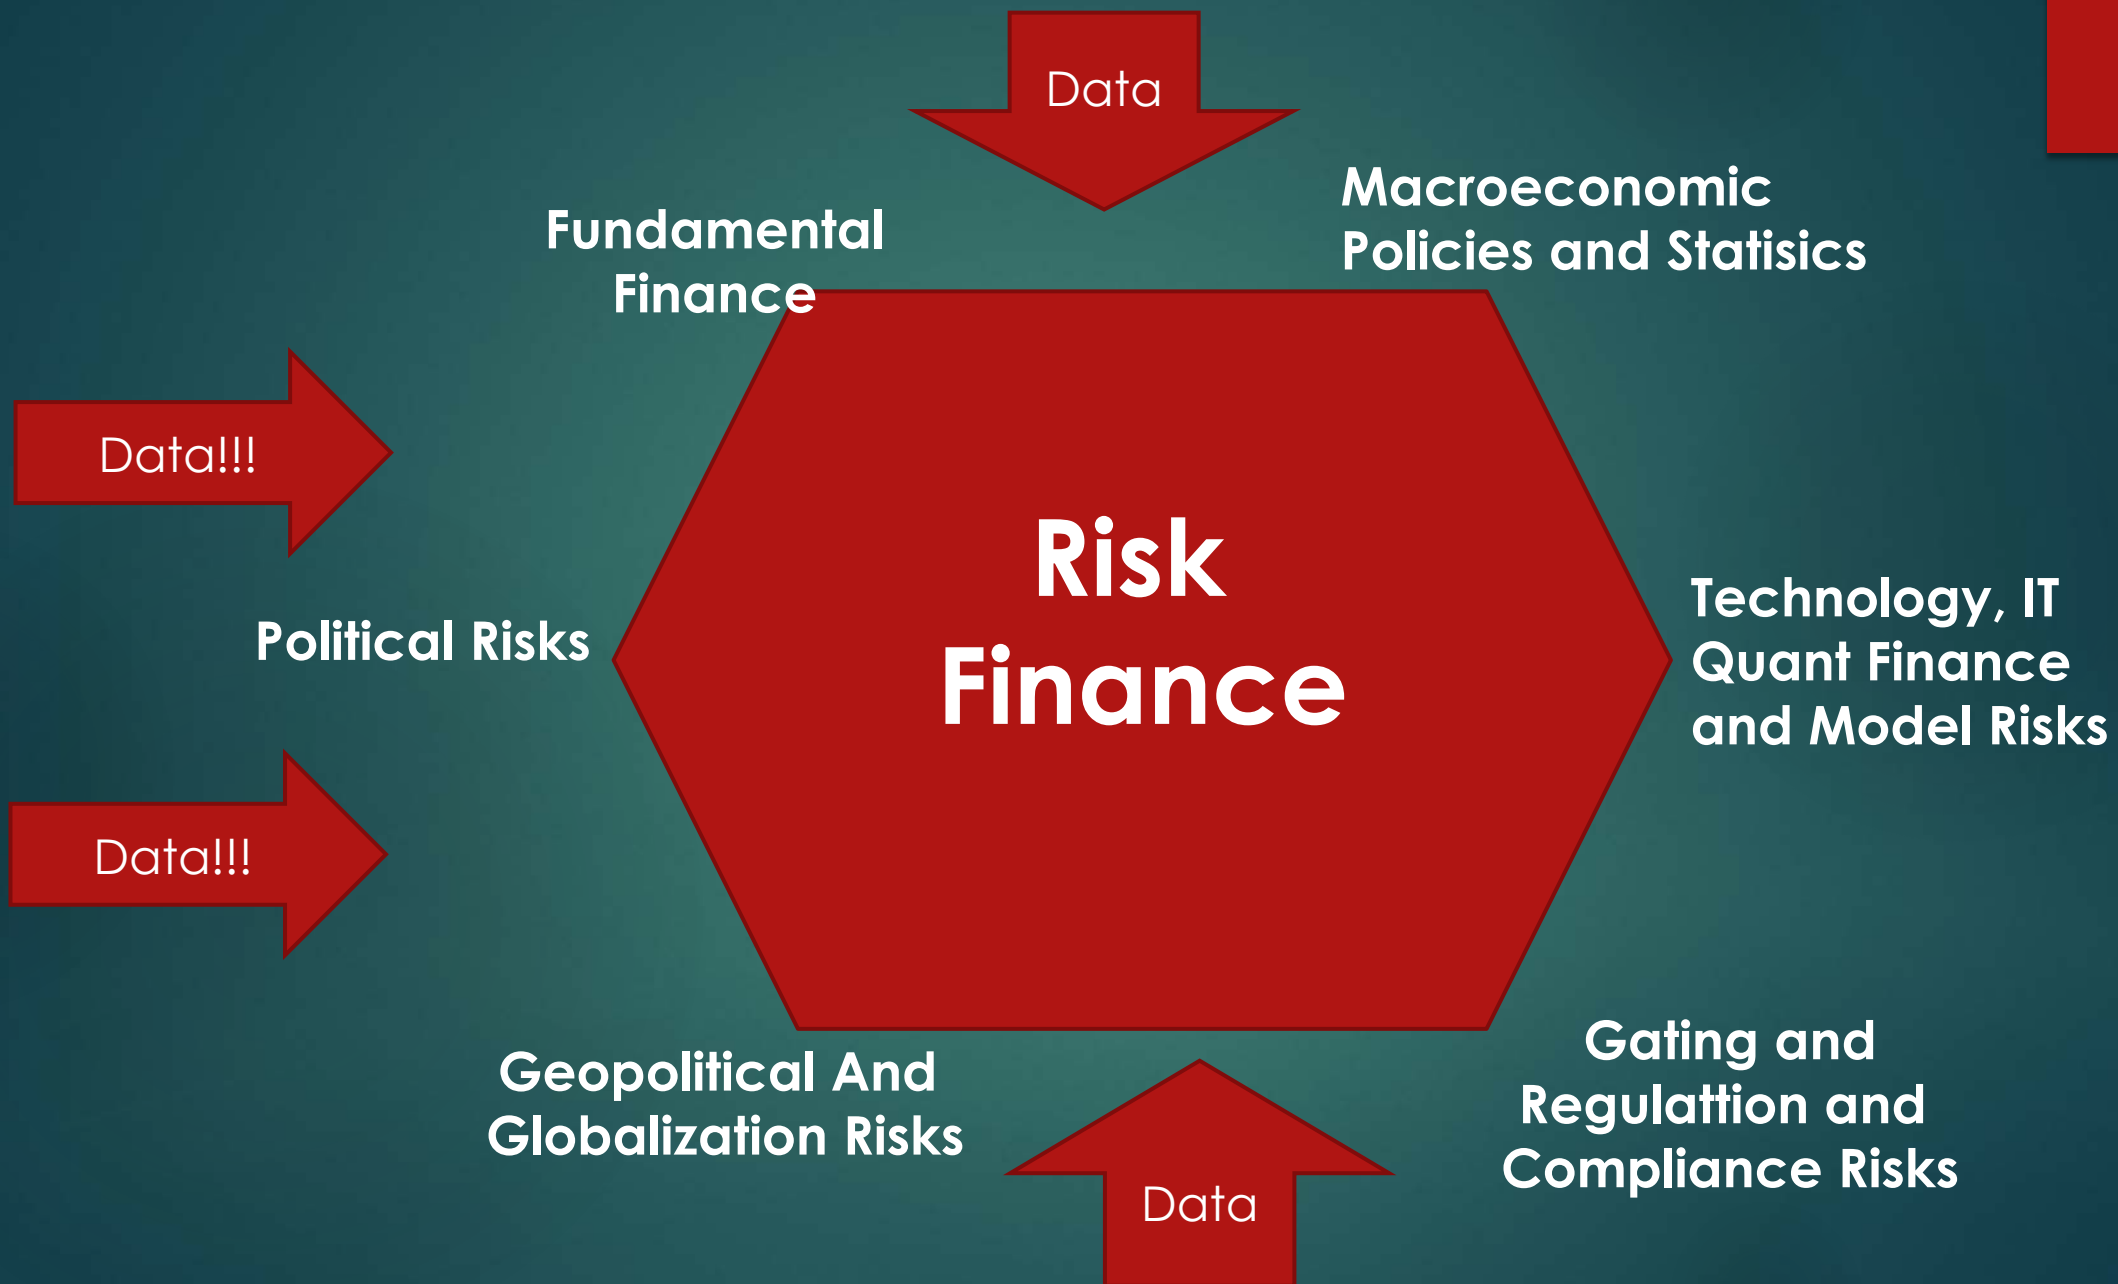 Data
Macroeconomic
Policies and Statisics
Fundamental
Finance
Data!!!
Risk
Finance
Political Risks
Technology, IT
Quant Finance
and Model Risks
Data!!!
Geopolitical And
Globalization Risks
Gating and
Regulattion and
Compliance Risks
Data